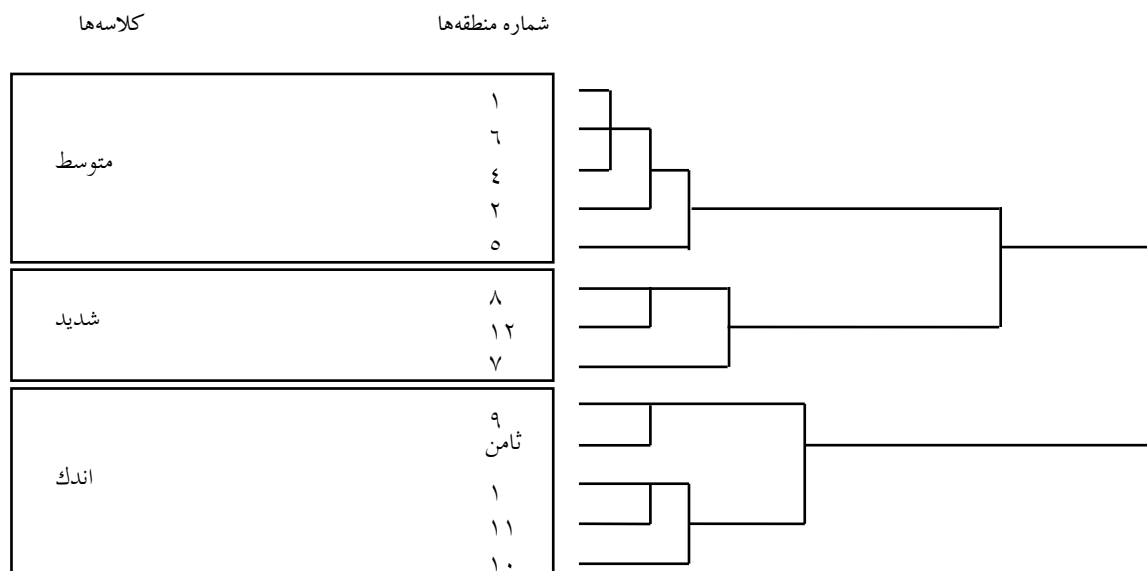 شماره منطقه‌ها کلاسه‌ها
١
٦
متوسط
٤
٢
٥
٨
شدید
١٢
٧
٩
ثامن
اندك
١
١١
١٠